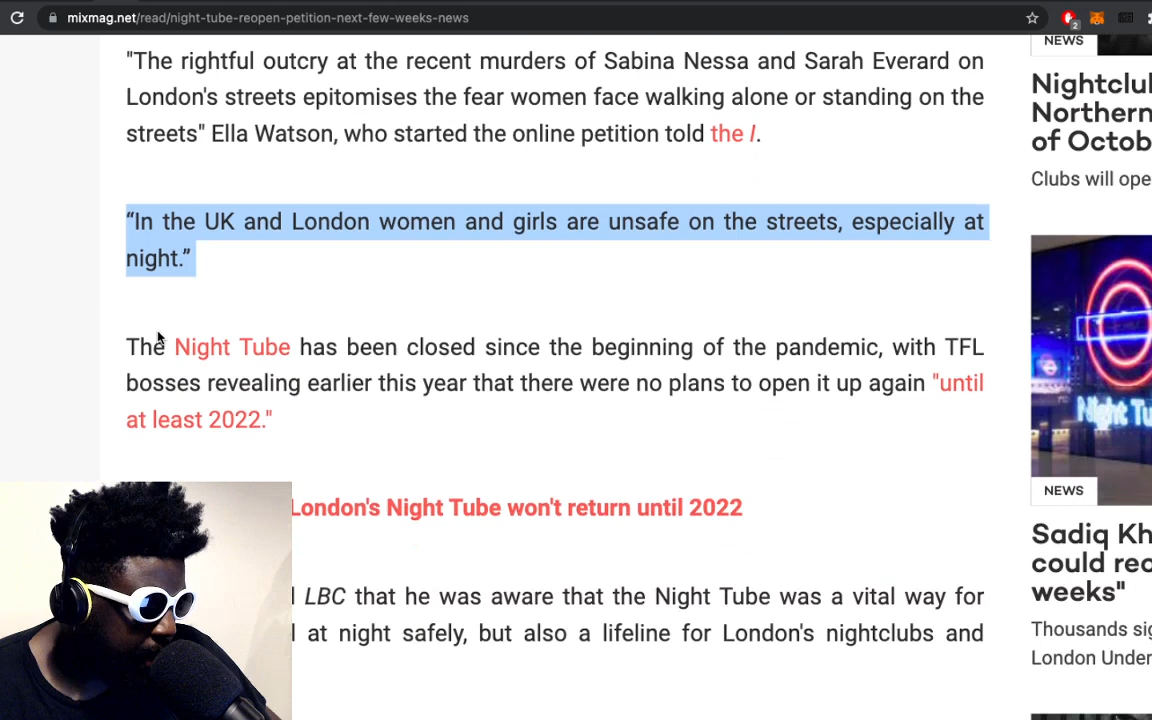 mixmag.net/read/night-tube-reopen-petition-next-few-weeks-news
2
"The rightful outcry at the recent murders of Sabina Nessa and Sarah Everard on
London's streets epitomises the fear women face walking alone or standing on the
streets" Ella Watson, who started the online petition told the I.
“In the UK and London women and girls are unsafe on the streets, especially at
night.”
The Night Tube has been closed since the beginning of the pandemic, with TFL
bosses revealing earlier this year that there were no plans to open it up again "until
at least 2022."
London's Night Tube won't return until 2022
LBC that he was aware that the Night Tube was a vital way for
at night safely, but also a lifeline for London's nightclubs and
NEWS
Nightclu
Northern
of Octob
Clubs will ope
Night Tu
NEWS
Sadiq Kh
could reo
weeks"
Thousands sig
London Under